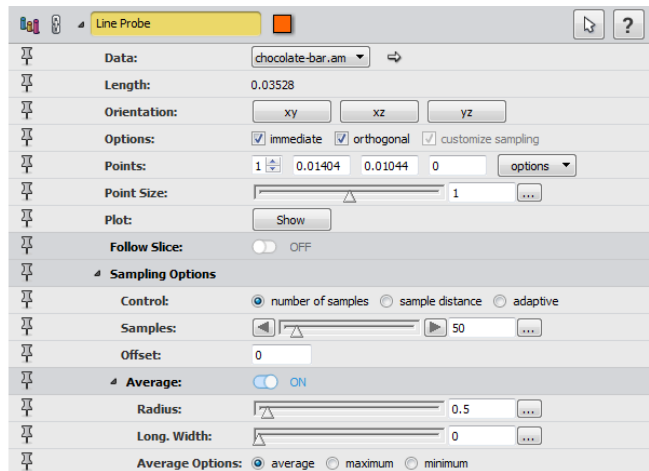 Line Probe ?
Data: chocolate-bar.am
Length: 0.03528
Orientation: xy xz yz
Options: immediate orthogonal customize sampling
Points: 1 0.01404 0.01044 0 options
Point Size: 1 ...
Plot: Show
Follow Slice: OFF
Sampling Options
Control: number of samples sample distance adaptive
Samples: 50 ...
Offset: 0
Average: ON
Radius: 0.5 ...
Long. Width: 0 ...
Average Options: average maximum minimum